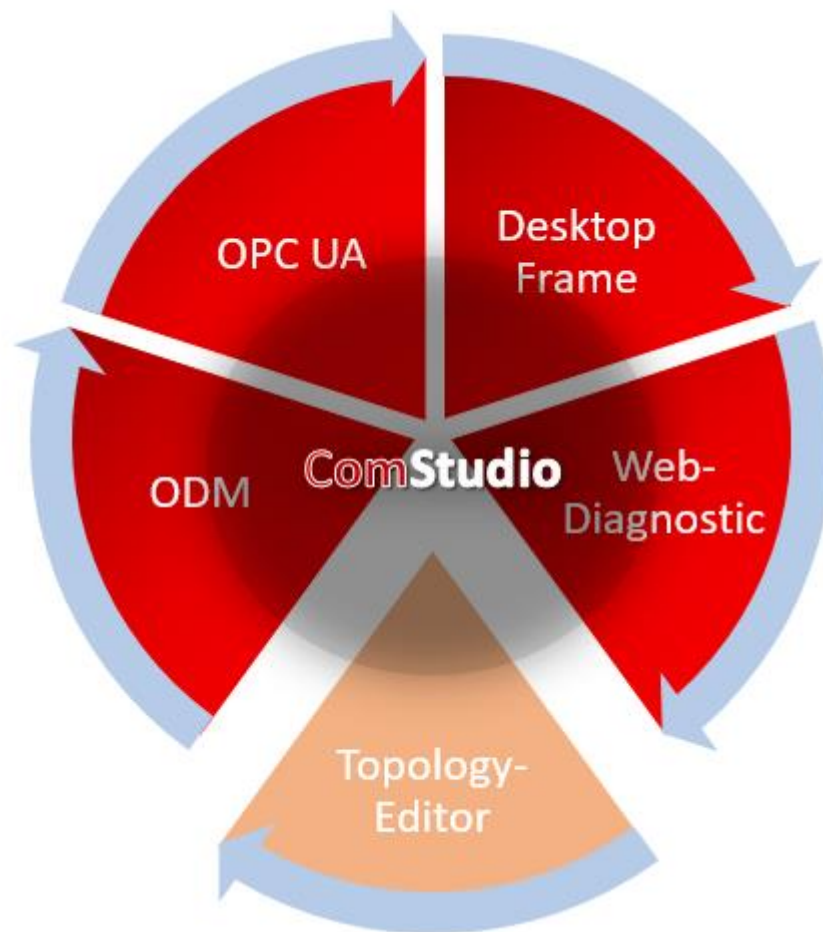 OPC UA
Desktop
Frame
ODM
ComStudio
Web-
Diagnostic
Topology-
Editor